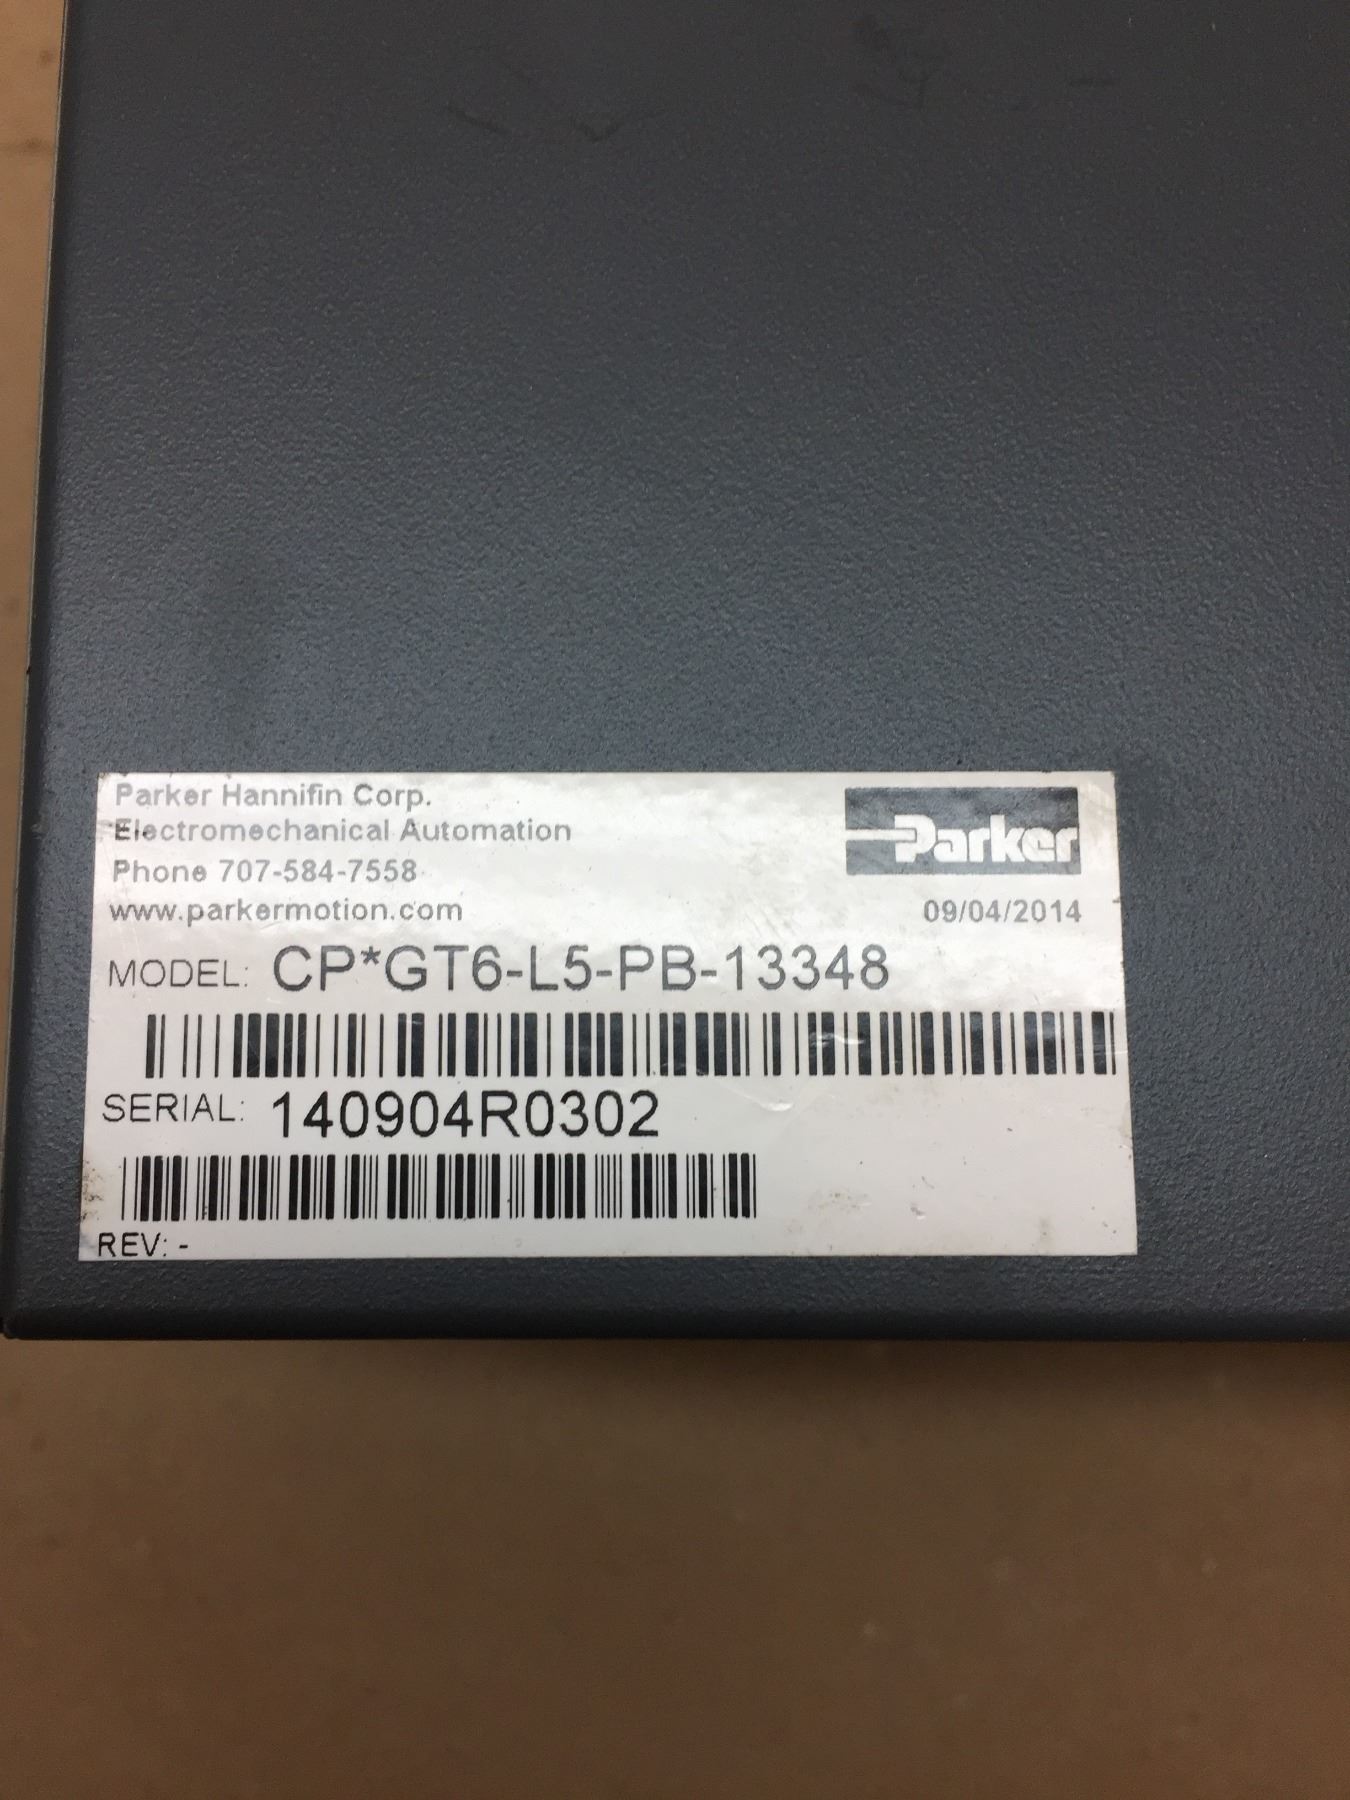 Parker Hannifin Corp.
Electromechanical Automation
Phone 707-584-7558
www.parkermotion.com
Parker
09/04/2014
MODEL: CP*GT6-L5-PB-13348
SERIAL: 140904R0302
REV: -